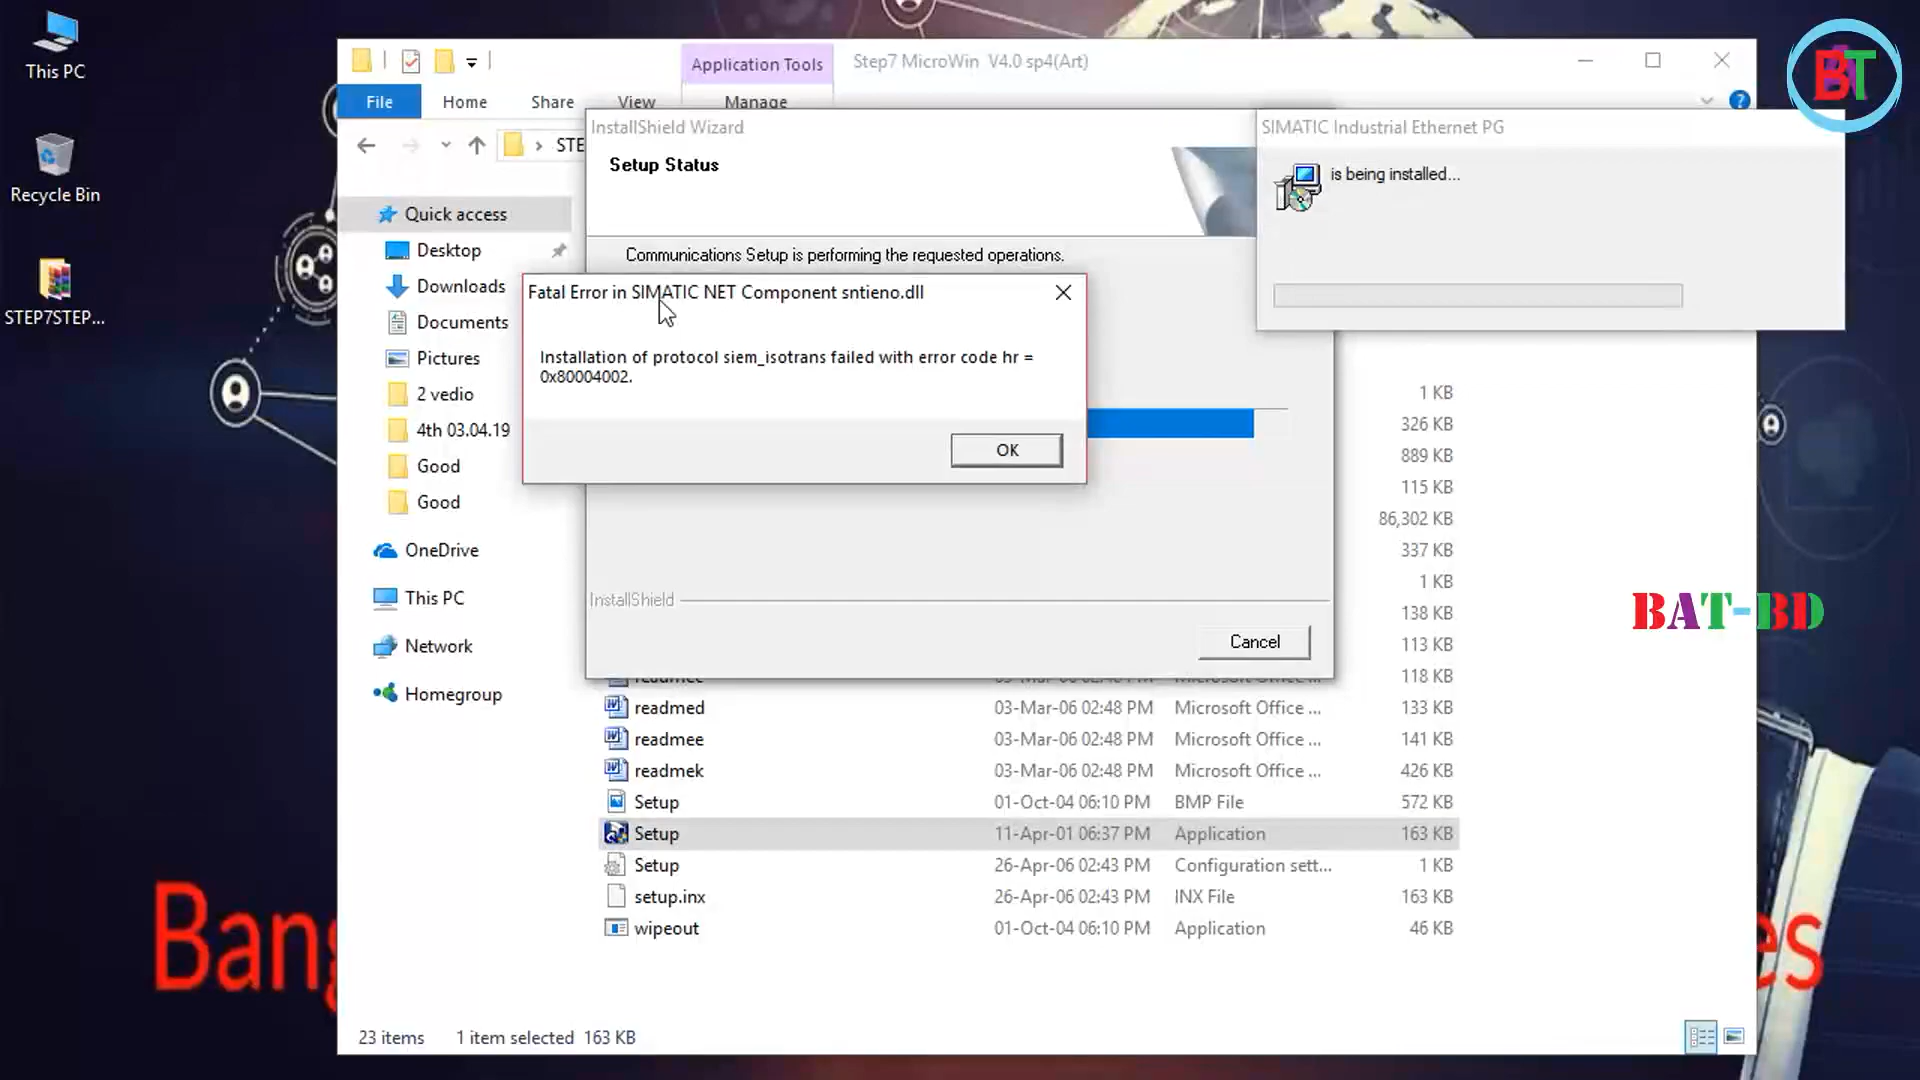 This PC
Recycle Bin
STEP7STEP...
Application Tools
Step7 MicroWin V4.0 sp4(Art)
File
Home
Share
View
Manage
STE
Quick access
Desktop
Downloads
Documents
Pictures
2 vedio
4th 03.04.19
Good
Good
OneDrive
This PC
Network
Homegroup
InstallShield Wizard
Setup Status
Communications Setup is performing the requested operations.
InstallShield
Cancel
SIMATIC Industrial Ethernet PG
is being installed...
Fatal Error in SIMATIC NET Component sntieno.dll
Installation of protocol siem_isotrans failed with error code hr =
0x80004002.
OK
1 KB
326 KB
889 KB
115 KB
86,302 KB
337 KB
1 KB
138 KB
113 KB
118 KB
readmed 03-Mar-06 02:48 PM Microsoft Office ... 133 KB
readmee 03-Mar-06 02:48 PM Microsoft Office ... 141 KB
readmek 03-Mar-06 02:48 PM Microsoft Office ... 426 KB
Setup 01-Oct-04 06:10 PM BMP File 572 KB
Setup 11-Apr-01 06:37 PM Application 163 KB
Setup 26-Apr-06 02:43 PM Configuration sett... 1 KB
setup.inx 26-Apr-06 02:43 PM INX File 163 KB
wipeout 01-Oct-04 06:10 PM Application 46 KB
23 items 1 item selected 163 KB
BAT-BD
Bang
es